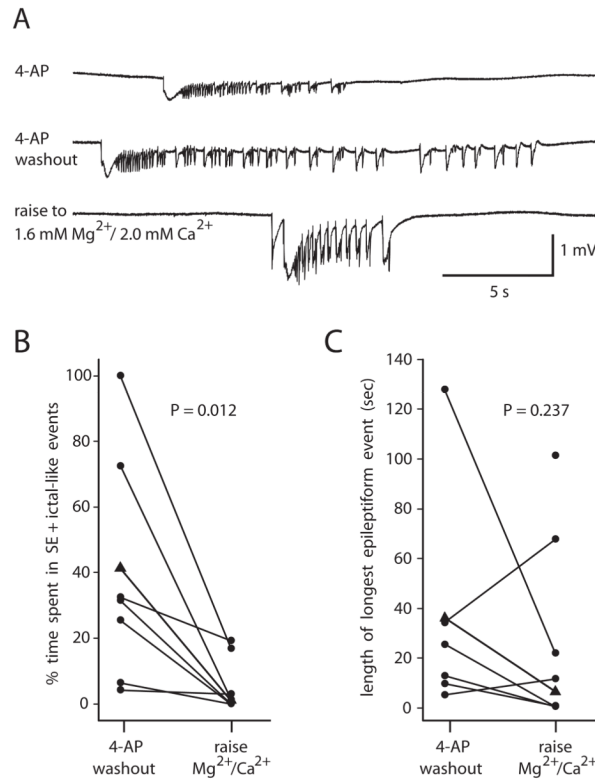 A
4-AP
4-AP
washout
raise to
1.6 mM Mg²⁺/ 2.0 mM Ca²⁺
1 mV
5 s
B
% time spent in SE + ictal-like events
100
80
60
40
20
0
P = 0.012
4-AP
washout
raise
Mg²⁺/Ca²⁺
C
length of longest epileptiform event (sec)
140
120
100
80
60
40
20
0
P = 0.237
4-AP
washout
raise
Mg²⁺/Ca²⁺